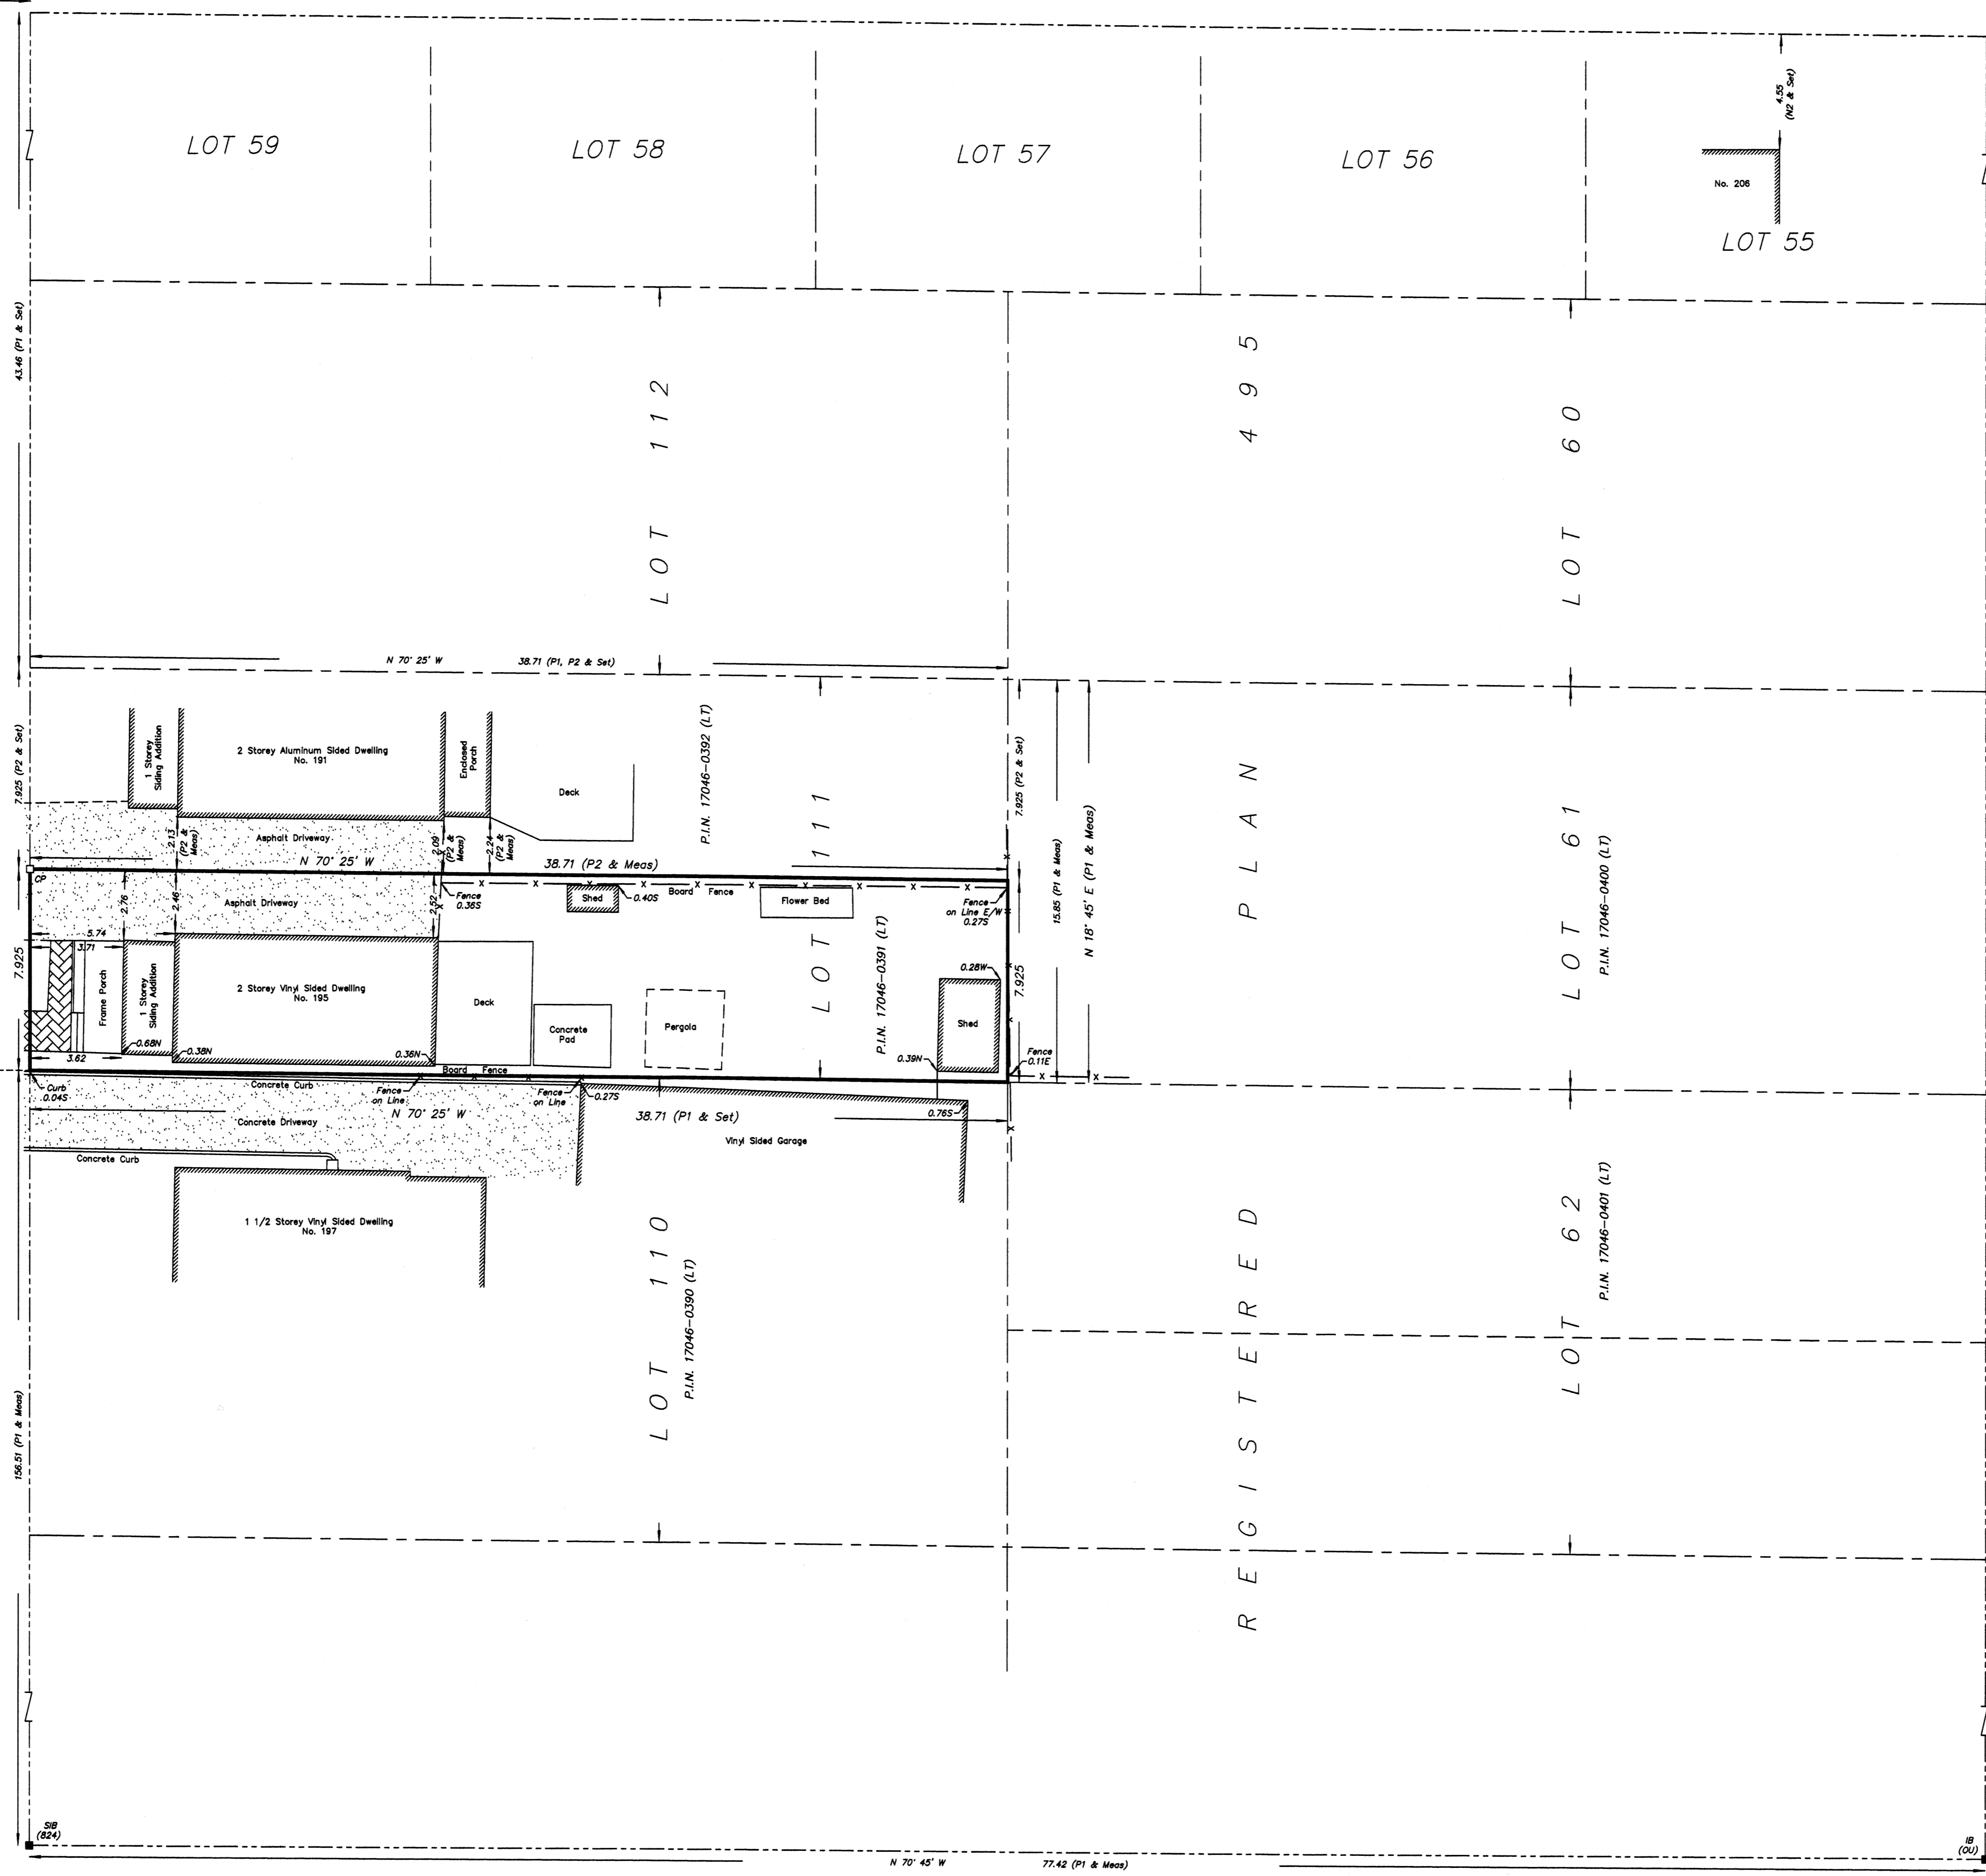 4.55
(N2 & Set)
LOT 59
LOT 58
LOT 57
LOT 56
No. 206
LOT 55
43.46 (P1 & Set)
LOT 112
4 9 5
LOT 60
N 70° 25' W 38.71 (P1, P2 & Set)
7.925 (P2 & Set)
1 Storey
Siding Addition
2 Storey Aluminum Sided Dwelling
No. 191
Enclosed
Porch
Deck
P.I.N. 17046-0392 (LT)
7.925 (P2 & Set)
15.85 (P1 & Meas)
N 18° 45' E (P1 & Meas)
PLAN
LOT 61
P.I.N. 17046-0400 (LT)
Asphalt Driveway
2.13
(P2 &
Meas)
2.09
(P2 &
Meas)
2.24
(P2 &
Meas)
N 70° 25' W
38.71 (P2 & Meas)
CP
Asphalt Driveway
2.76
2.46
2.52
Fence
0.36S
Shed
0.40S
Board Fence
Flower Bed
Fence
on Line E/W
0.27S
LOT 111
P.I.N. 17046-0391 (LT)
5.74
3.71
7.925
Frame Porch
1 Storey
Siding Addition
2 Storey Vinyl Sided Dwelling
No. 195
Deck
Concrete
Pad
Pergola
0.28W
Shed
7.925
0.68N
0.38N
0.36N
0.39N
3.62
Fence
0.11E
Board Fence
Curb
0.04S
Concrete Curb
Fence
on Line
Fence
on Line
0.27S
N 70° 25' W
38.71 (P1 & Set)
0.76S
Concrete Driveway
Vinyl Sided Garage
Concrete Curb
1 1/2 Storey Vinyl Sided Dwelling
No. 197
LOT 110
P.I.N. 17046-0390 (LT)
REGISTERED
LOT 62
P.I.N. 17046-0401 (LT)
156.51 (P1 & Meas)
SIB
(824)
IB
(OU)
N 70° 45' W 77.42 (P1 & Meas)